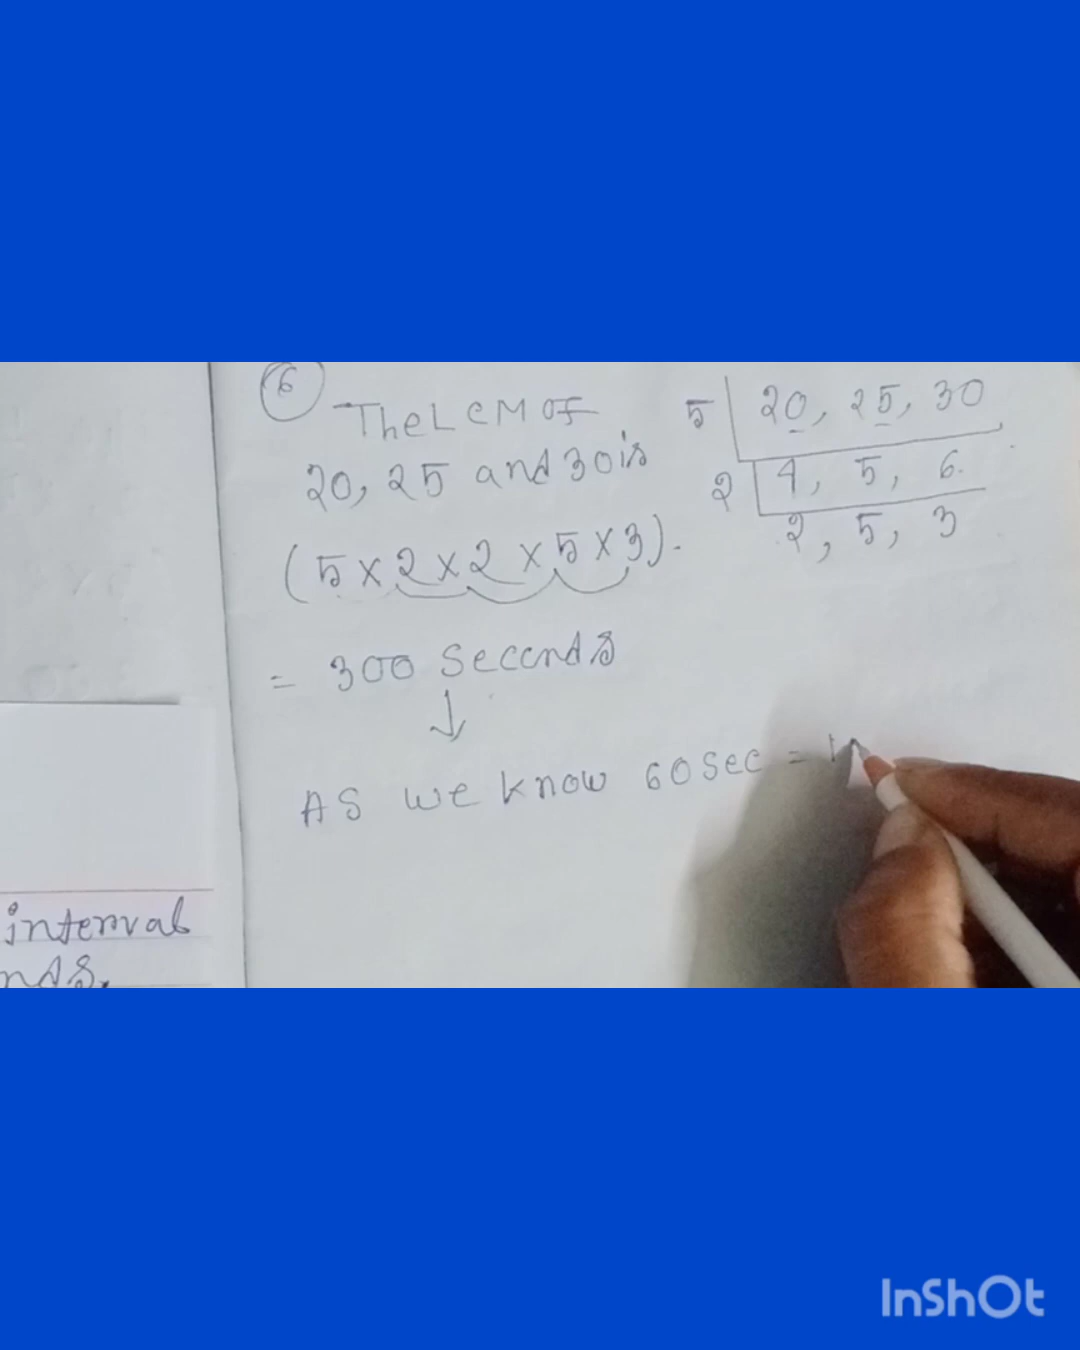 6
The LCM OF
20, 25 and 30 is
(5 × 2 × 2 × 5 × 3).
= 300 Seconds
↓
As we know 60 sec = 1
5 | 20, 25, 30
2 | 4, 5, 6
2, 5, 3
interval
nds.
InShOt